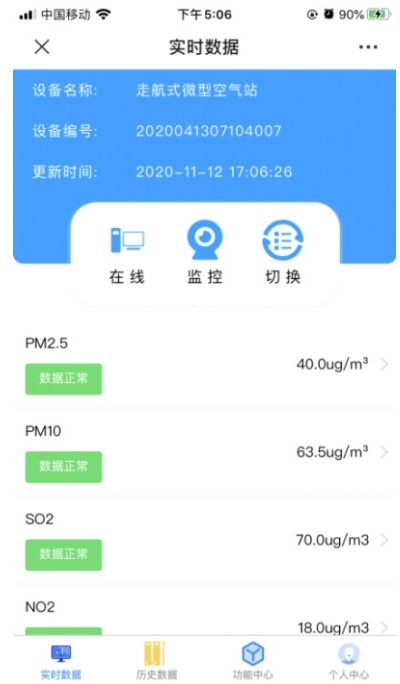 中国移动
下午5:06
90%
实时数据
设备名称: 走航式微型空气站
设备编号: 2020041307104007
更新时间: 2020-11-12 17:06:26
在线 监控 切换
PM2.5
数据正常
40.0ug/m³
PM10
数据正常
63.5ug/m³
SO2
数据正常
70.0ug/m3
NO2
18.0ug/m3
实时数据 历史数据 功能中心 个人中心